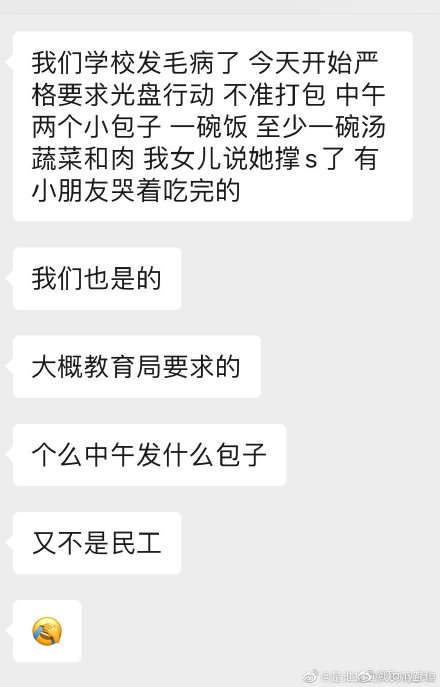 我们学校发毛病了 今天开始严
格要求光盘行动 不准打包 中午
两个小包子 一碗饭 至少一碗汤
蔬菜和肉 我女儿说她撑s了 有
小朋友哭着吃完的
我们也是的
大概教育局要求的
个么中午发什么包子
又不是民工